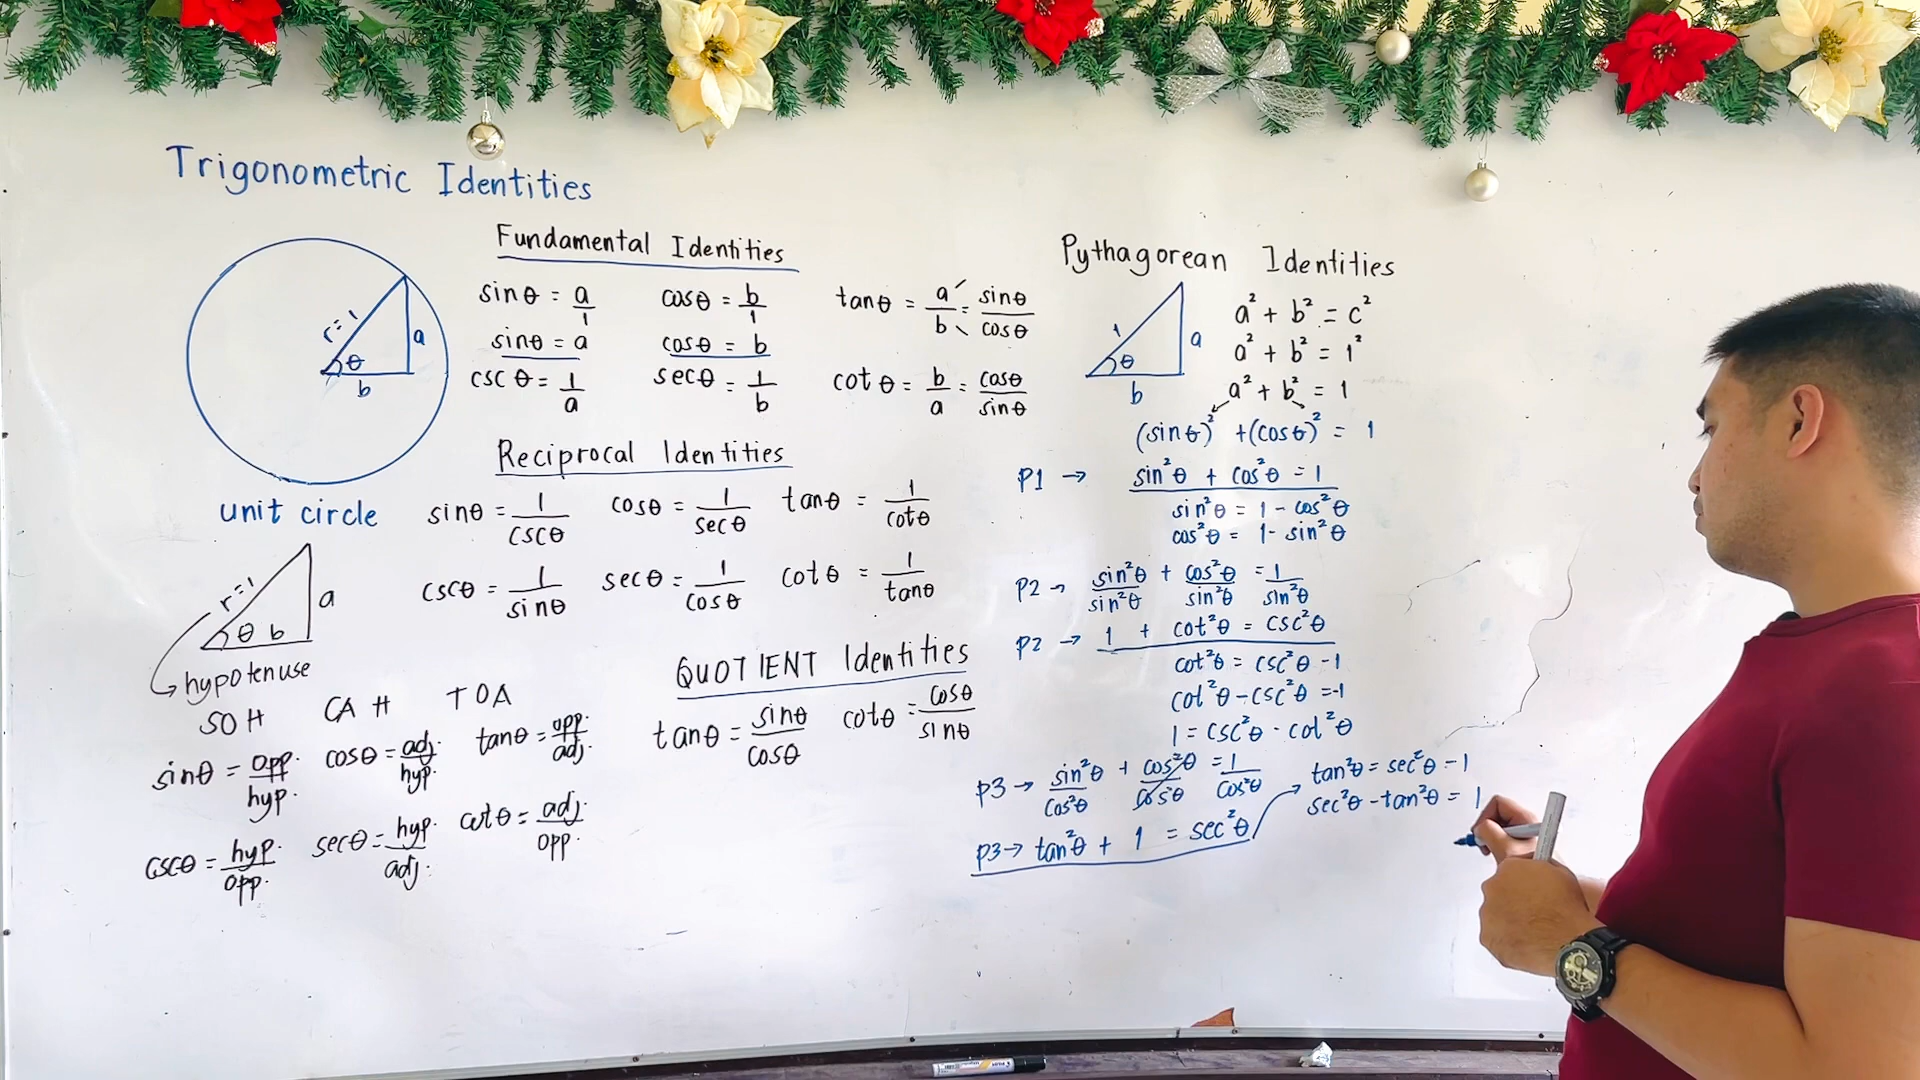 Trigonometric Identities
r=1
θ
a
b
unit circle
r=1
a
θ b
hypotenuse
SOH CAH TOA
sinθ = opp./hyp. cosθ = adj./hyp. tanθ = opp./adj.
cscθ = hyp./opp. secθ = hyp./adj. cotθ = adj./opp.
Fundamental Identities
sinθ = a/1 cosθ = b/1 tanθ = a/b = sinθ/cosθ
sinθ = a cosθ = b
cscθ = 1/a secθ = 1/b cotθ = b/a = cosθ/sinθ
Reciprocal Identities
sinθ = 1/cscθ cosθ = 1/secθ tanθ = 1/cotθ
cscθ = 1/sinθ secθ = 1/cosθ cotθ = 1/tanθ
QUOTIENT Identities
tanθ = sinθ/cosθ cotθ = cosθ/sinθ
Pythagorean Identities
1
θ
a
b
a² + b² = c²
a² + b² = 1²
a² + b² = 1
(sinθ)² + (cosθ)² = 1
P1 → sin²θ + cos²θ = 1
sin²θ = 1 - cos²θ
cos²θ = 1 - sin²θ
P2 → sin²θ/sin²θ + cos²θ/sin²θ = 1/sin²θ
P2 → 1 + cot²θ = csc²θ
cot²θ = csc²θ - 1
cot²θ - csc²θ = -1
1 = csc²θ - cot²θ
P3 → sin²θ/cos²θ + cos²θ/cos²θ = 1/cos²θ
P3 → tan²θ + 1 = sec²θ
tan²θ = sec²θ - 1
sec²θ - tan²θ = 1